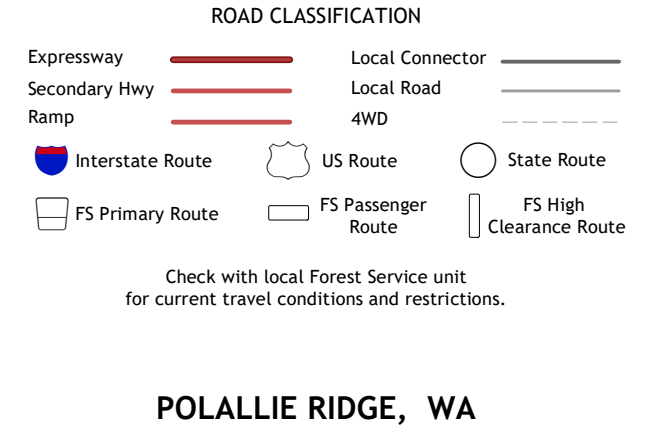 ROAD CLASSIFICATION
Expressway
Local Connector
Secondary Hwy
Local Road
Ramp
4WD
Interstate Route
US Route
State Route
FS Primary Route
FS Passenger
Route
FS High
Clearance Route
Check with local Forest Service unit
for current travel conditions and restrictions.
POLALLIE RIDGE, WA